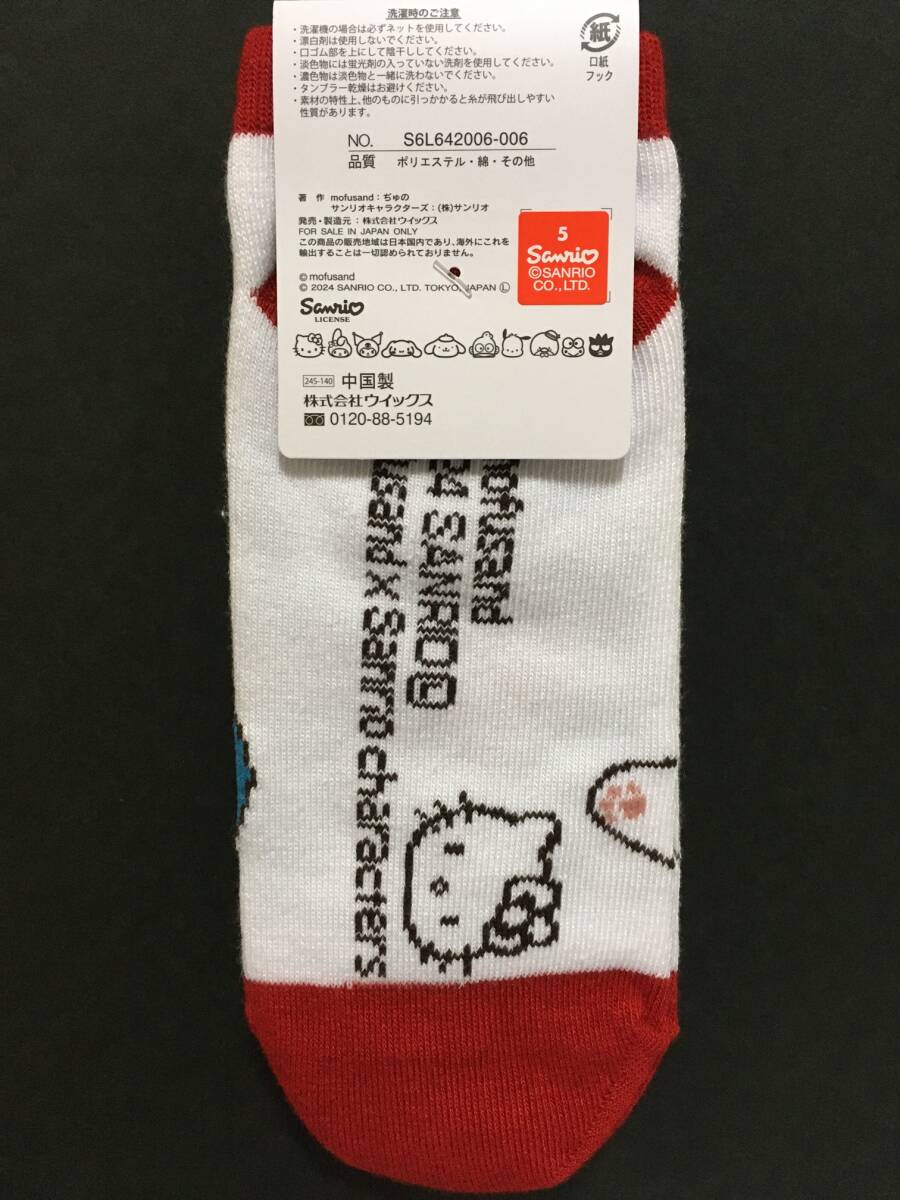 洗濯時のご注意
・洗濯機の場合は必ずネットを使用してください。
・漂白剤は使用しないでください。
・口ゴム部を上にして陰干ししてください。
・淡色物には蛍光剤の入っていない洗剤を使用してください。
・濃色物は淡色物と一緒に洗わないでください。
・タンブラー乾燥はお避けください。
・素材の特性上、他のものに引っかかると糸が飛び出しやすい
性質があります。
紙
口紙
フック
NO. S6L642006-006
品質 ポリエステル・綿・その他
著 作 mofusand：ぢゅの
サンリオキャラクターズ：(株)サンリオ
発売・製造元：株式会社ウイックス
FOR SALE IN JAPAN ONLY
この商品の販売地域は日本国内であり、海外にこれを
輸出することは一切認められておりません。
©mofusand
© 2024 SANRIO CO., LTD. TOKYO, JAPAN Ⓛ
Sanrio
LICENSE
5
Sanrio
©SANRIO
CO., LTD.
245-140 中国製
株式会社ウイックス
0120-88-5194
sand x Sanrio characters
SANRIO